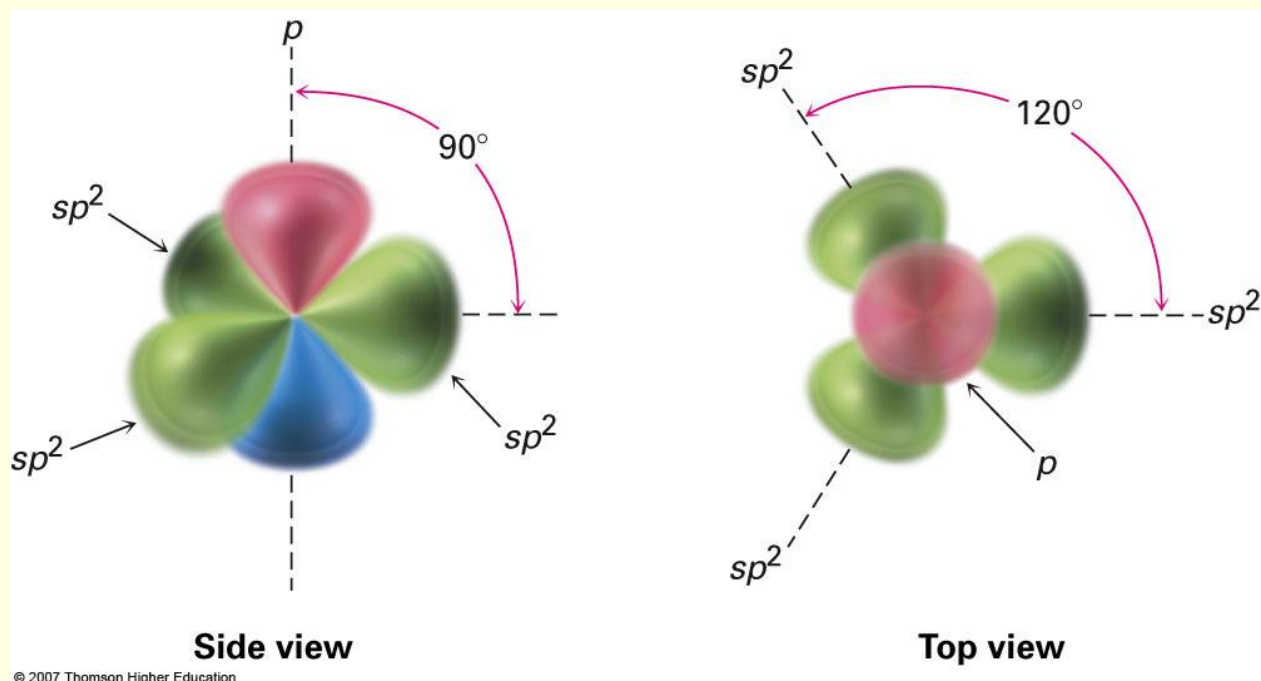 p
90°
sp²
sp²
sp²
Side view
sp²
120°
sp²
p
sp²
Top view
© 2007 Thomson Higher Education